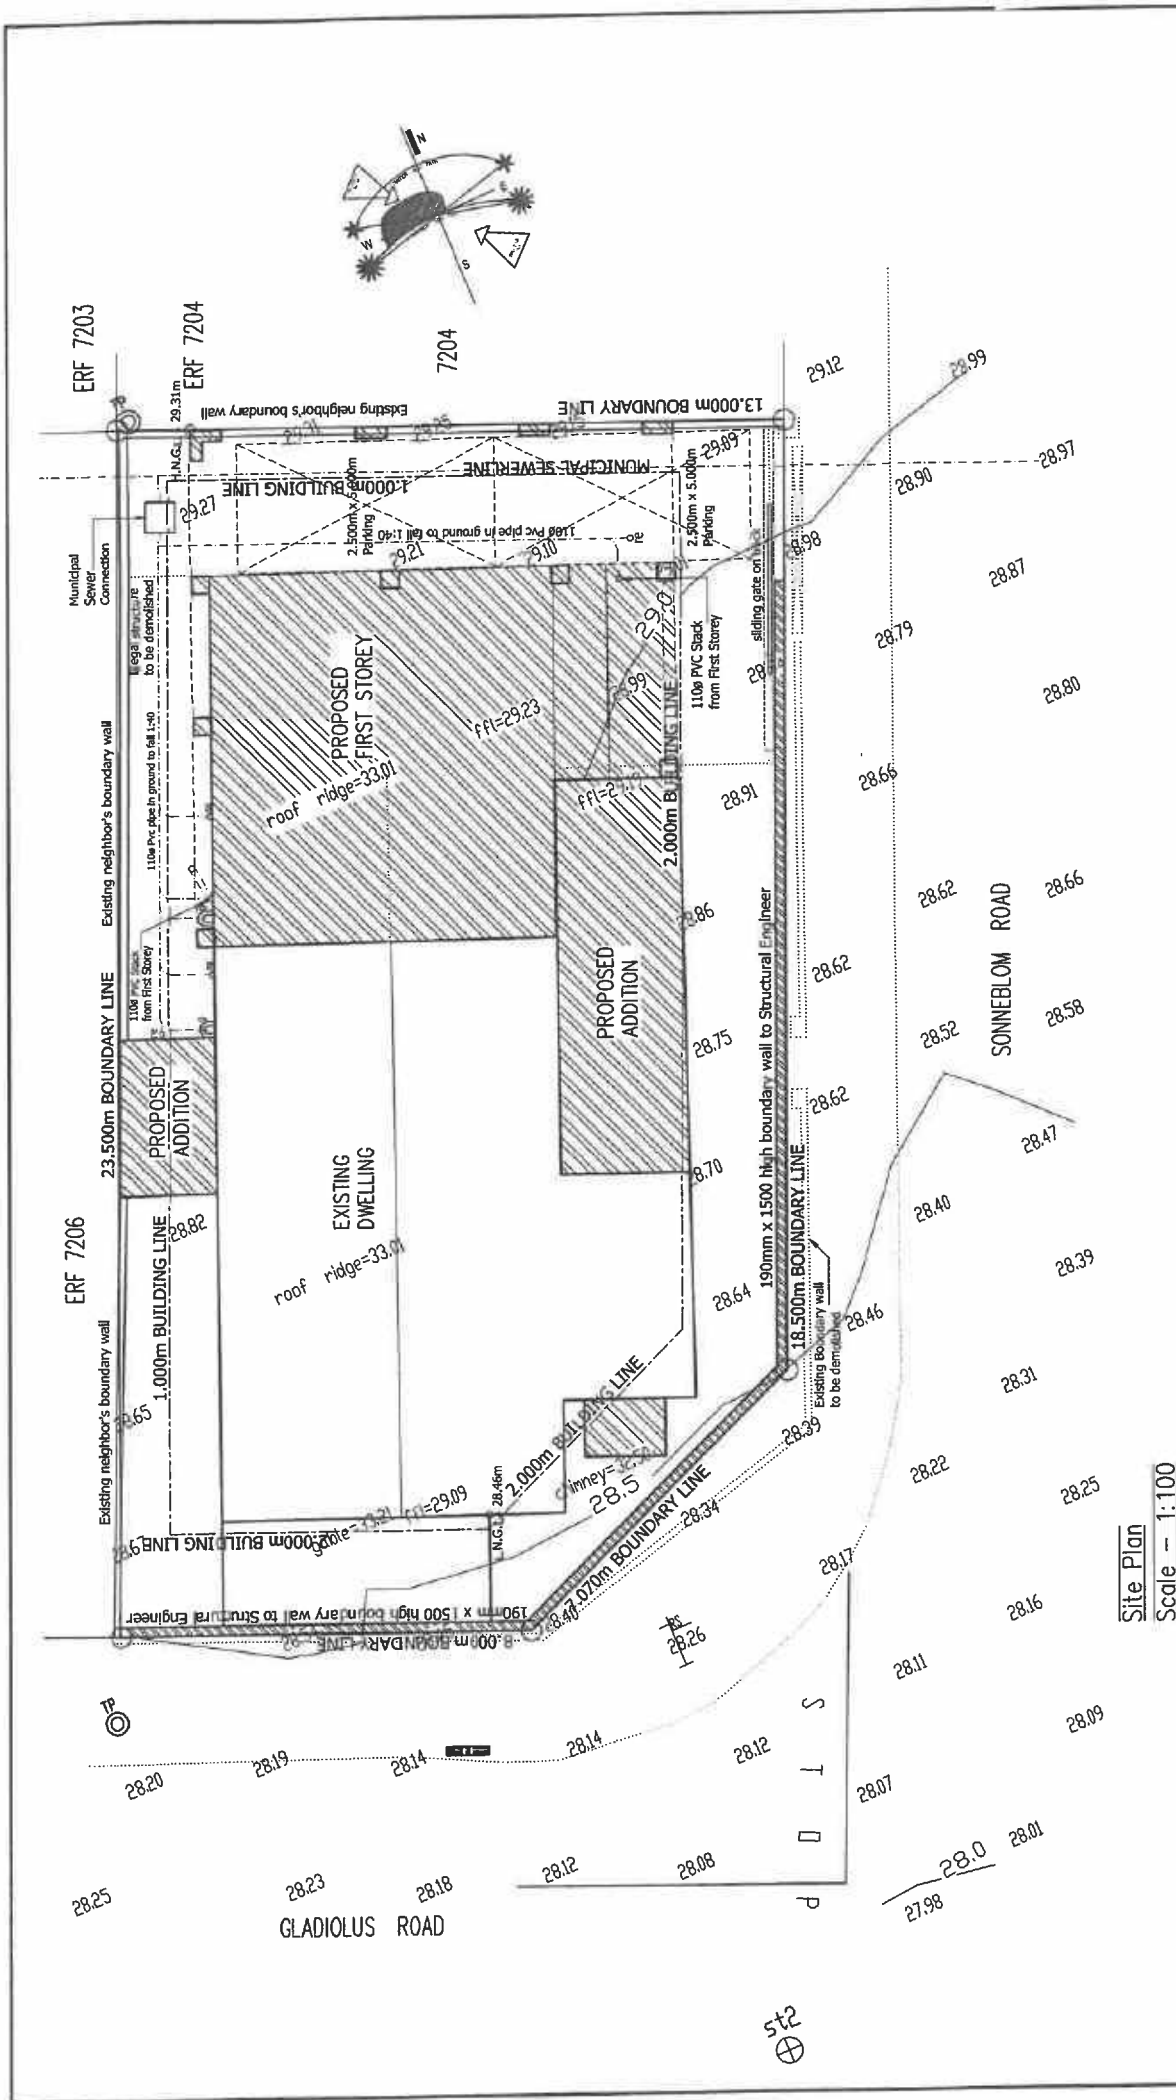 N
E
W
S
ERF 7203
ERF 7204
7204
29.31m
N.G.L
Existing neighbor's boundary wall
13.000m BOUNDARY LINE
29.12
28.99
MUNICIPAL SEWERLINE
29.09
28.97
28.90
1.000m BUILDING LINE
29.27
2.500m x 5.000m
Parking
2.500m x 5.000m
Parking
110ø Pvc pipe in ground to fall 1:40
29.21
29.10
Municipal
Sewer
Connection
structure
to be demolished
sliding gate on
28.87
28.79
28.80
28.66
PROPOSED
FIRST STOREY
ffl=29.23
roof ridge=33.01
29.0
110ø PVC Stack
from First Storey
2.000m BUILDING LINE
28.91
Existing neighbor's boundary wall
110ø Pvc pipe in ground to fall 1:40
110ø PVC Stack
from First Storey
23.500m BOUNDARY LINE
PROPOSED
ADDITION
PROPOSED
ADDITION
28.86
28.75
28.70
28.64
190mm x 1500 high boundary wall to Structural Engineer
28.62
28.66
28.62
28.52
28.58
28.62
SONNEBLOM ROAD
28.47
28.40
28.39
EXISTING
DWELLING
roof ridge=33.01
ERF 7206
28.82
1.000m BUILDING LINE
Existing neighbor's boundary wall
18.500m BOUNDARY LINE
Existing Boundary wall
to be demolished
28.46
28.31
28.39
28.22
28.25
2.000m BUILDING LINE
28.5
28.34
N.G.L 28.46m
ffl=29.09
2.000m BUILDING LINE
190mm x 1500 high boundary wall to Structural Engineer
BOUNDARY LINE
7.070m BOUNDARY LINE
28.26
28.17
28.16
28.11
28.09
TP
28.20
28.19
28.14
28.14
28.12
28.07
S T O P
28.01
28.0
27.98
28.25
28.23
28.18
28.12
28.08
GLADIOLUS ROAD
st2
Site Plan
Scale - 1:100